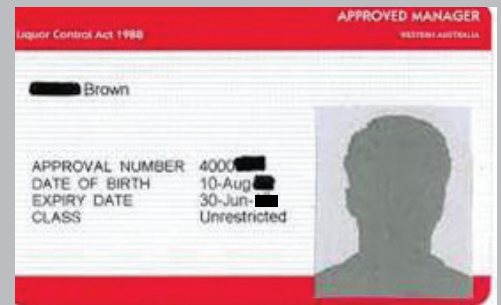 APPROVED MANAGER
Liquor Control Act 1988
WESTERN AUSTRALIA
Brown
APPROVAL NUMBER 4000
DATE OF BIRTH 10-Aug
EXPIRY DATE 30-Jun-
CLASS Unrestricted